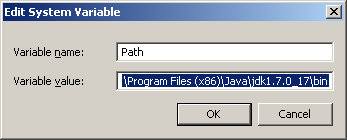 Edit System Variable
Variable name: Path
Variable value: \Program Files (x86)\Java\jdk1.7.0_17\bin
OK Cancel